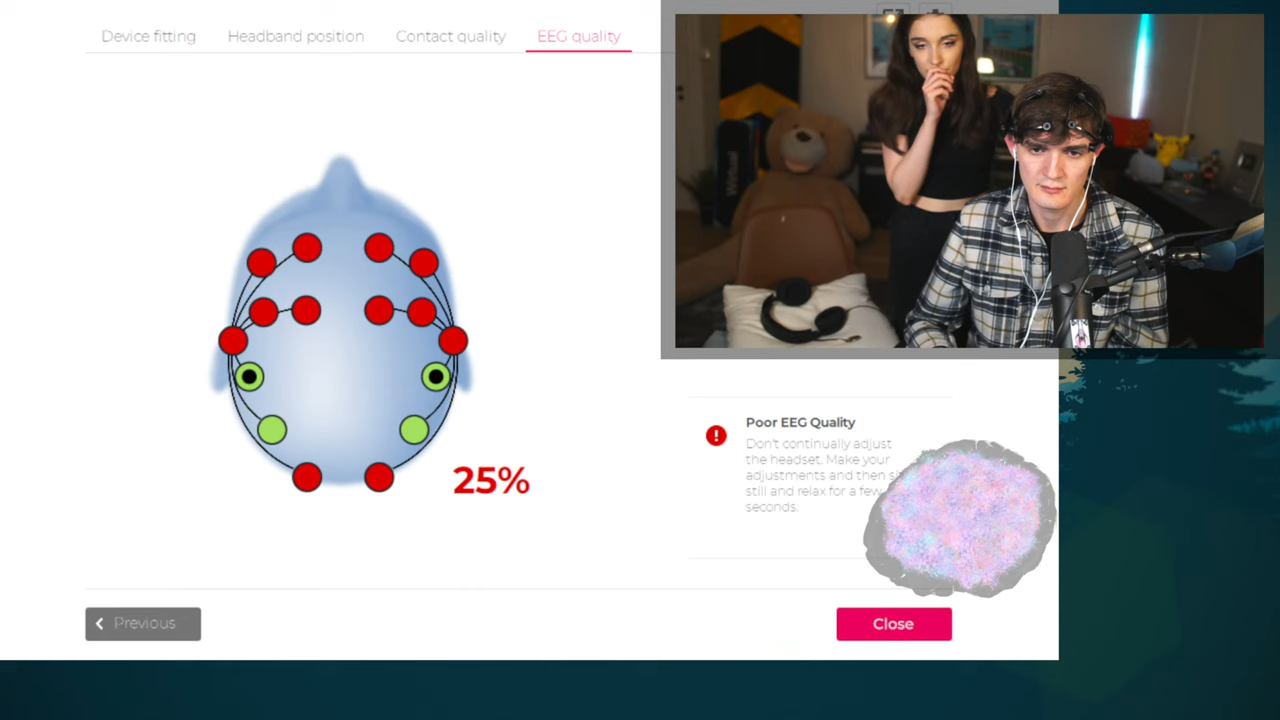 Device fitting
Headband position
Contact quality
EEG quality
25%
Poor EEG Quality
Don't continually adjust
the headset. Make your
adjustments and then
still and relax for a few
seconds.
Previous
Close